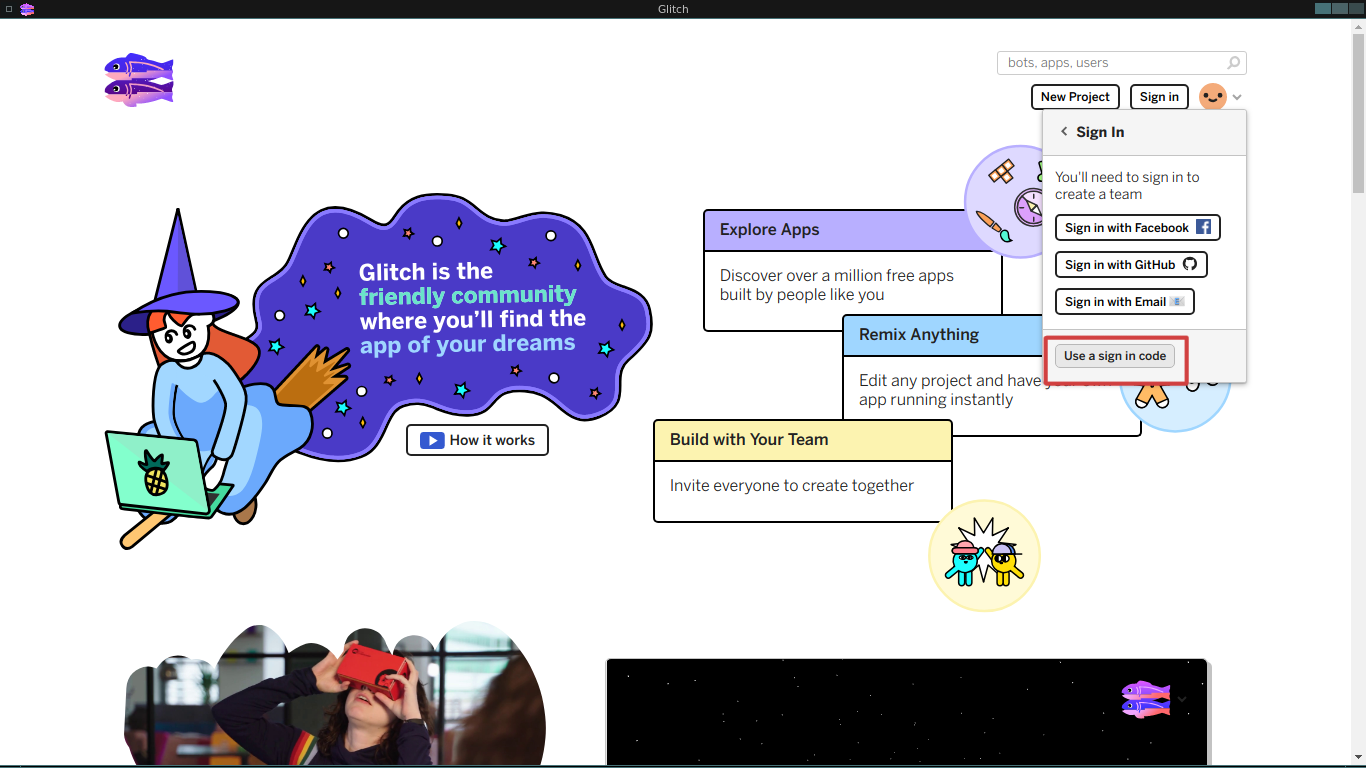 Glitch
bots, apps, users
New Project
Sign in
Sign In
You'll need to sign in to
create a team
Sign in with Facebook
Sign in with GitHub
Sign in with Email
Use a sign in code
Glitch is the
friendly community
where you'll find the
app of your dreams
How it works
Explore Apps
Discover over a million free apps
built by people like you
Remix Anything
Edit any project and have
app running instantly
Build with Your Team
Invite everyone to create together